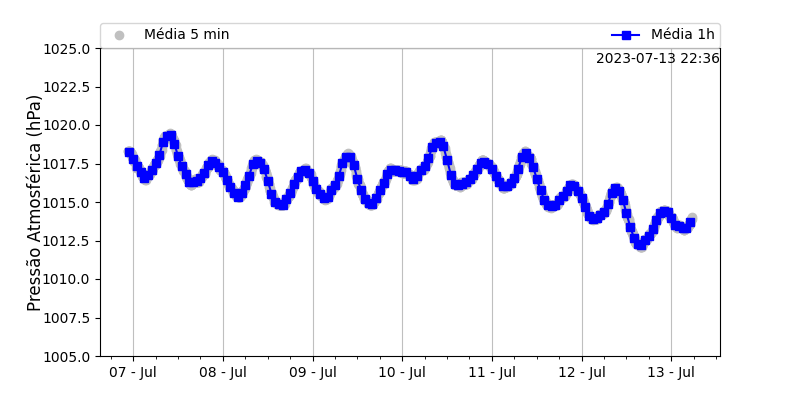 Média 5 min
Média 1h
2023-07-13 22:36
Pressão Atmosférica (hPa)
1025.0
1022.5
1020.0
1017.5
1015.0
1012.5
1010.0
1007.5
1005.0
07 - Jul
08 - Jul
09 - Jul
10 - Jul
11 - Jul
12 - Jul
13 - Jul